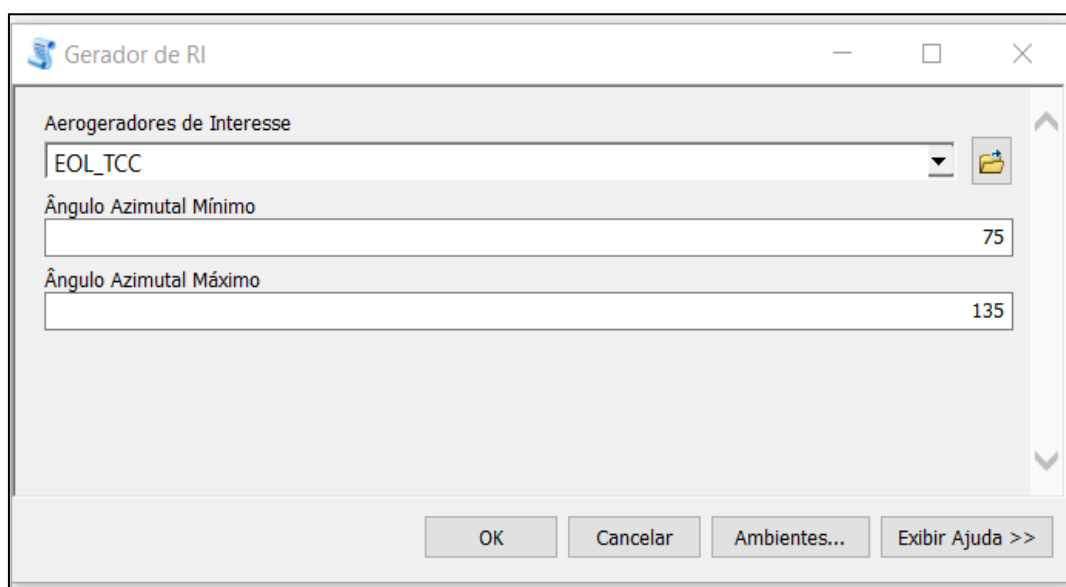 Gerador de RI
Aerogeradores de Interesse
EOL_TCC
Ângulo Azimutal Mínimo
75
Ângulo Azimutal Máximo
135
OK Cancelar Ambientes... Exibir Ajuda >>